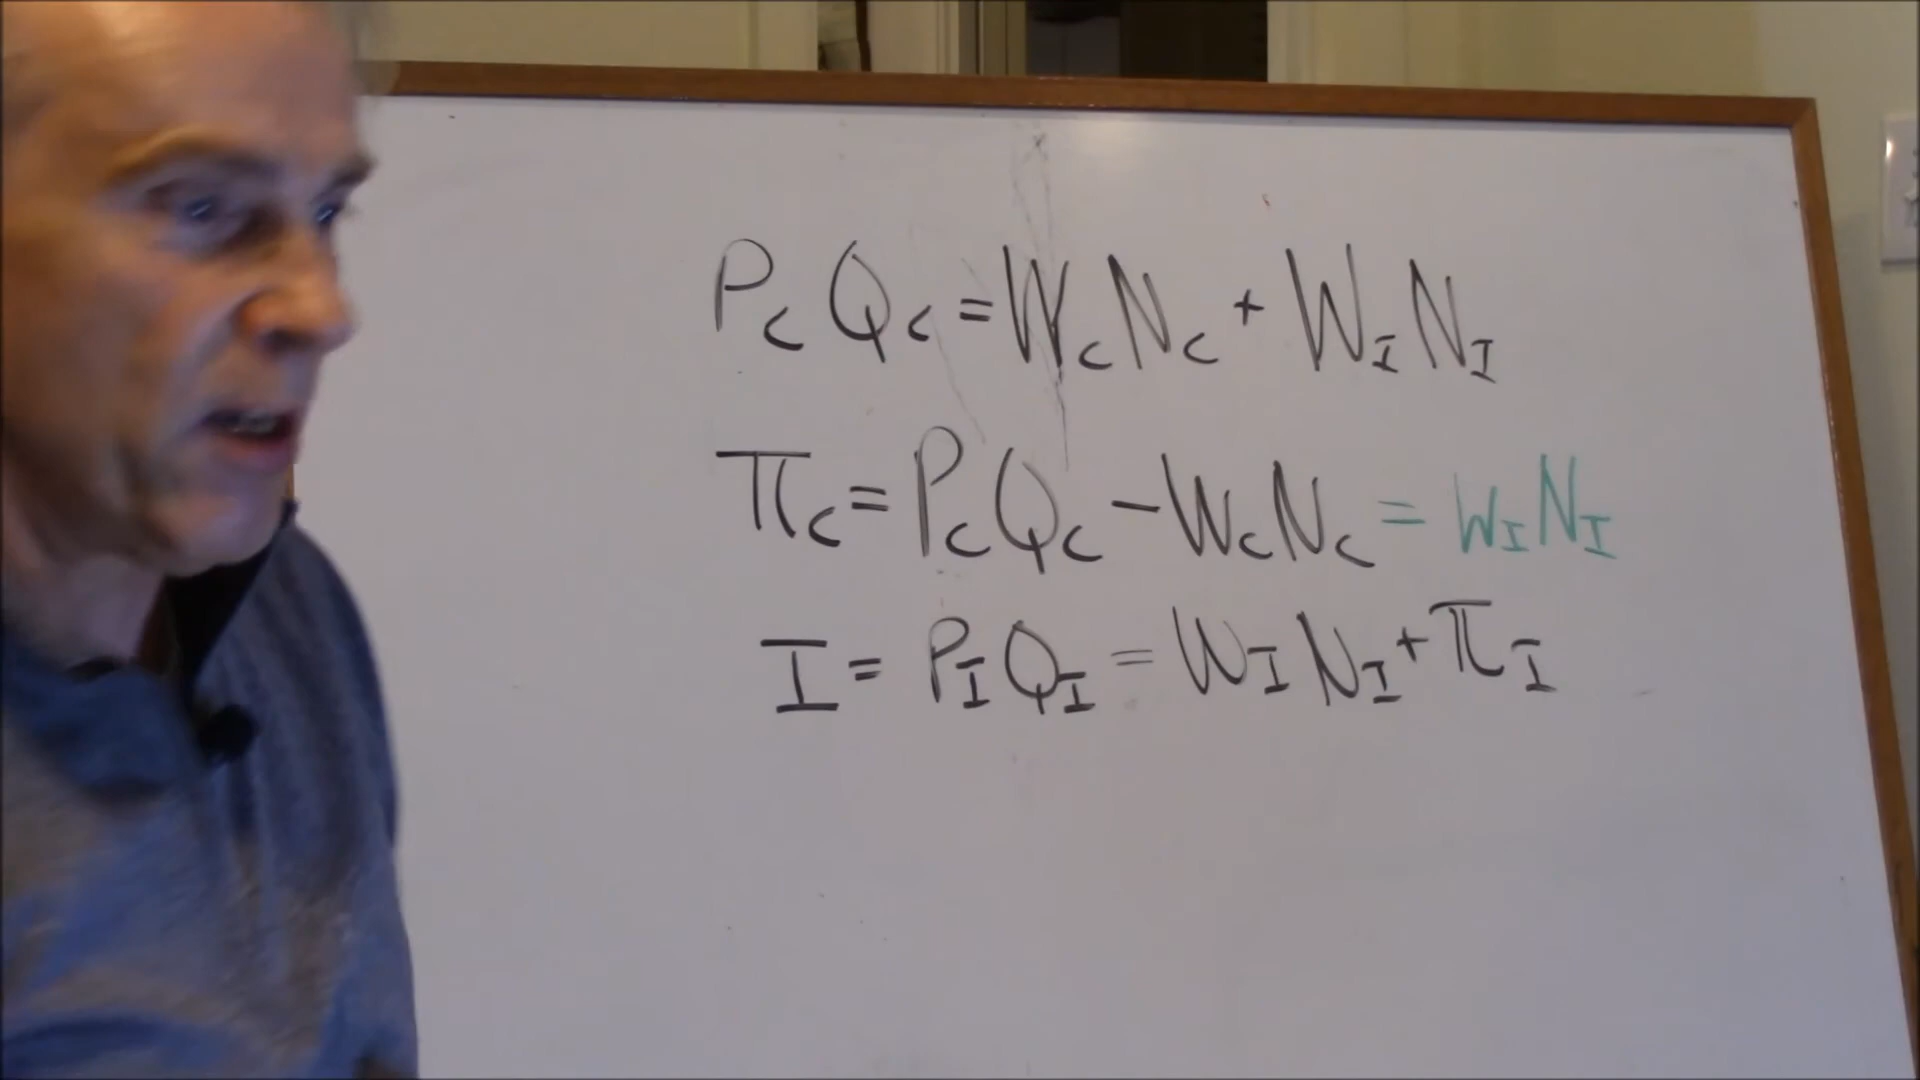 P_C Q_C = W_C N_C + W_I N_I
π_C = P_C Q_C − W_C N_C = W_I N_I
I = P_I Q_I = W_I N_I + π_I